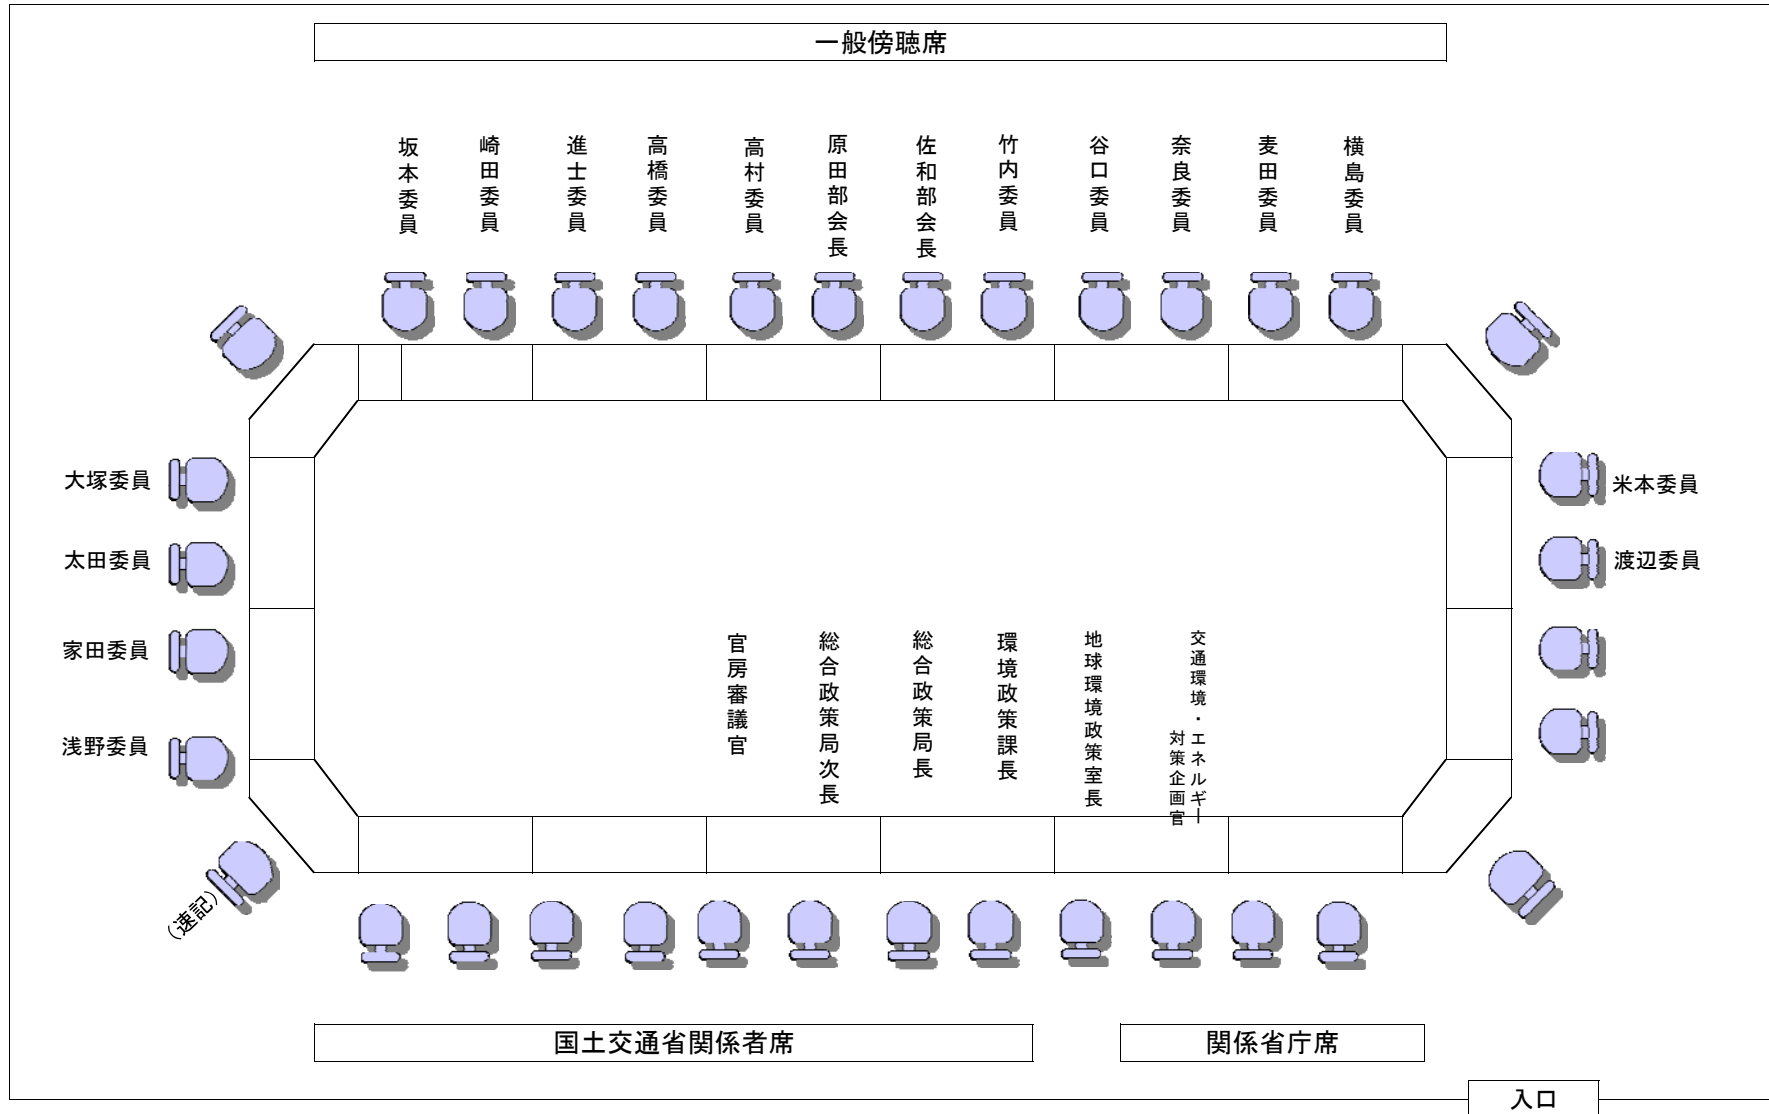 一般傍聴席
坂本委員
崎田委員
進士委員
高橋委員
高村委員
原田部会長
佐和部会長
竹内委員
谷口委員
奈良委員
麦田委員
横島委員
大塚委員
太田委員
家田委員
浅野委員
(速記)
米本委員
渡辺委員
官房審議官
総合政策局次長
総合政策局長
環境政策課長
地球環境政策室長
交通環境・エネルギー
対策企画官
国土交通省関係者席
関係省庁席
入口